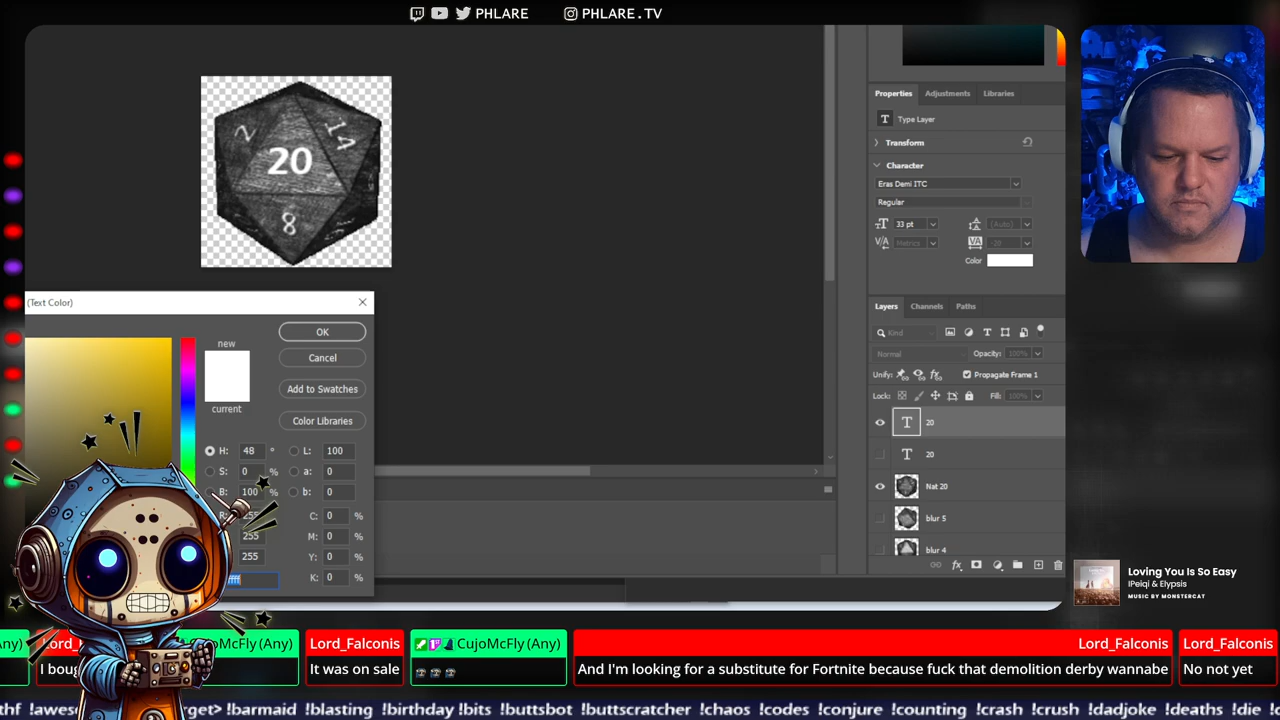 PHLARE
PHLARE.TV
2
1A
20
8
(Text Color)
new
current
OK
Cancel
Add to Swatches
Color Libraries
H: 48 °
S: 0 %
B: 100 %
R: 255
255
255
L: 100
a: 0
b: 0
C: 0 %
M: 0 %
Y: 0 %
K: 0 %
Properties
Adjustments
Libraries
Type Layer
Transform
Character
Eras Demi ITC
Regular
33 pt
(Auto)
Metrics
-20
Color
Layers
Channels
Paths
Kind
Normal
Opacity: 100%
Unify:
Propagate Frame 1
Lock:
Fill: 100%
20
20
Nat 20
blur 5
blur 4
Loving You Is So Easy
IPeiqi & Elypsis
MUSIC BY MONSTERCAT
Any)
I boug
CujoMcFly (Any)
Lord_Falconis
It was on sale
CujoMcFly (Any)
Lord_Falconis
And I'm looking for a substitute for Fortnite because fuck that demolition derby wannabe
Lord_Falconis
No not yet
!barmaid !blasting !birthday !bits !buttsbot !buttscratcher !chaos !codes !conjure !counting !crash !crush !dadjoke !deaths !die